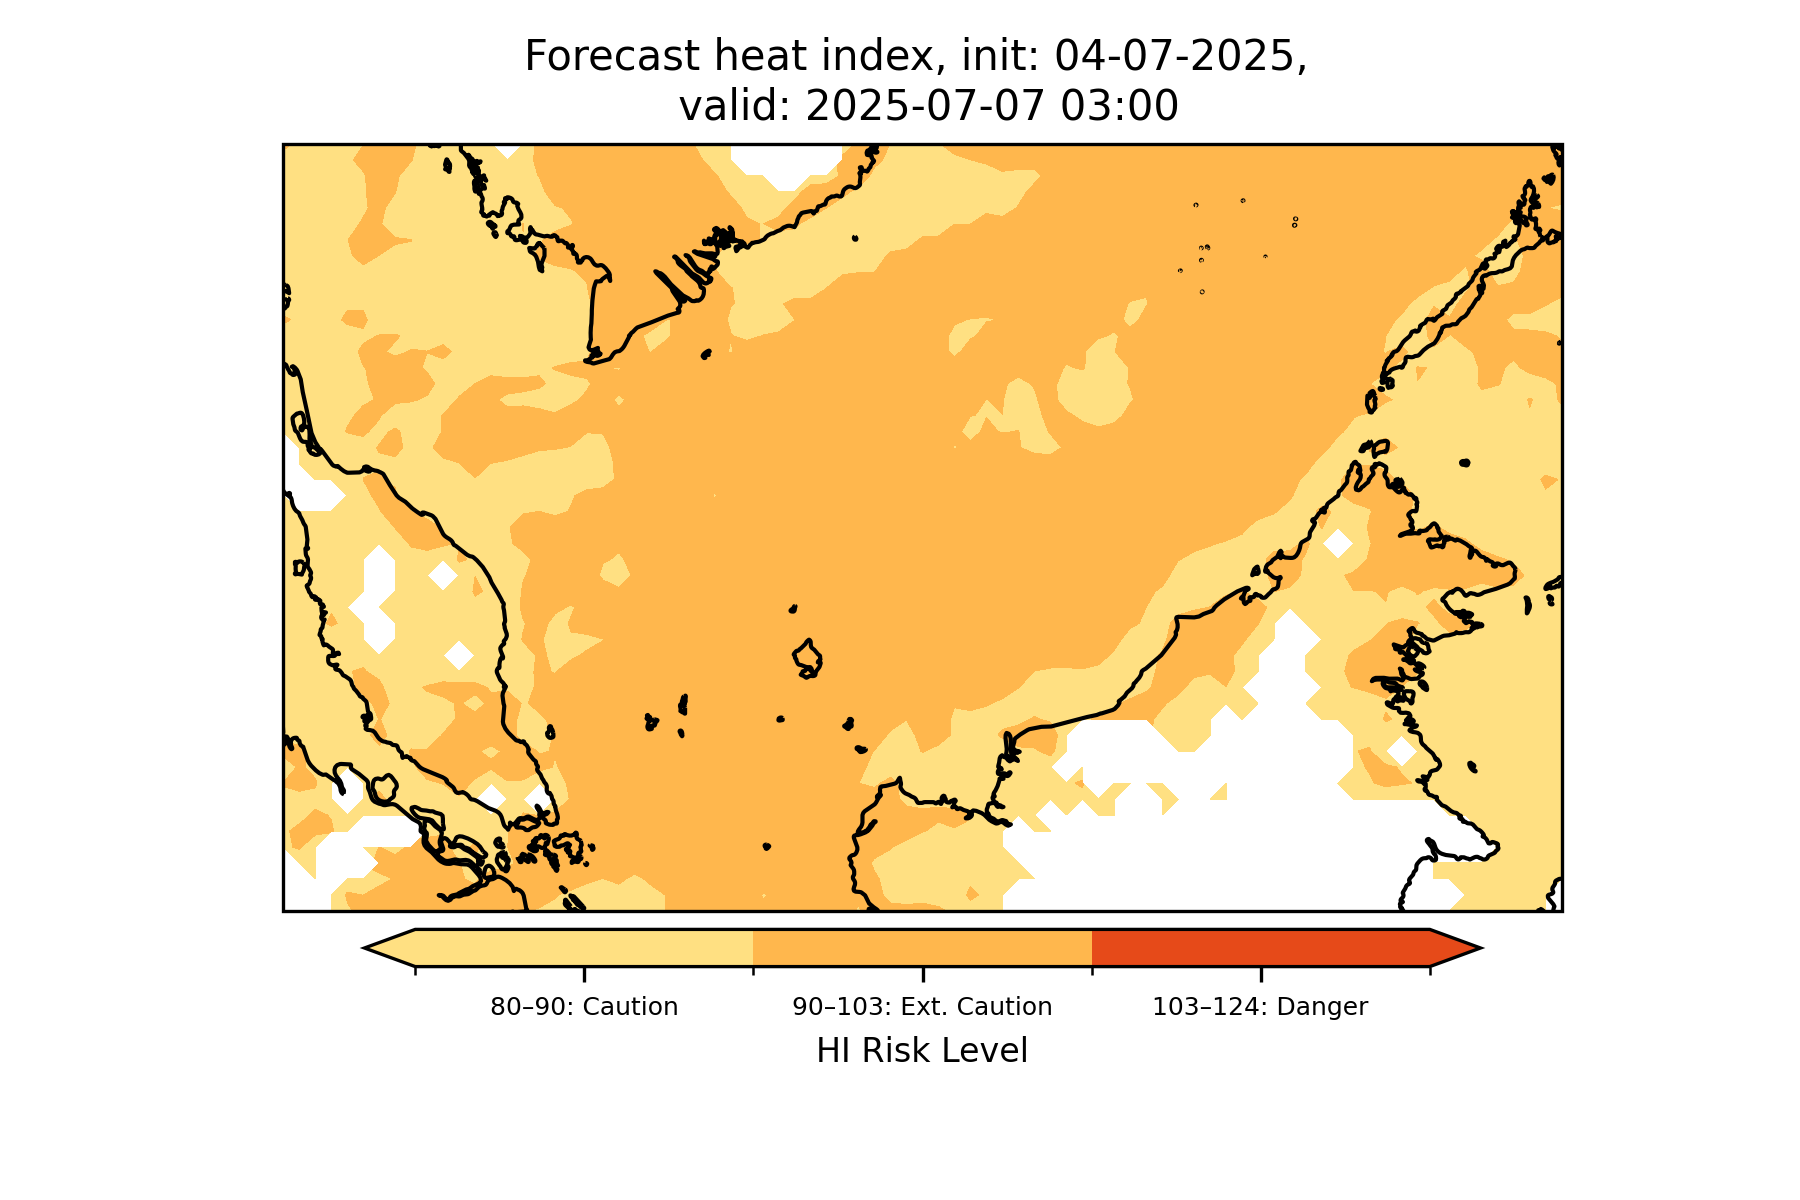 Forecast heat index, init: 04-07-2025,
valid: 2025-07-07 03:00
80–90: Caution
90–103: Ext. Caution
103–124: Danger
HI Risk Level